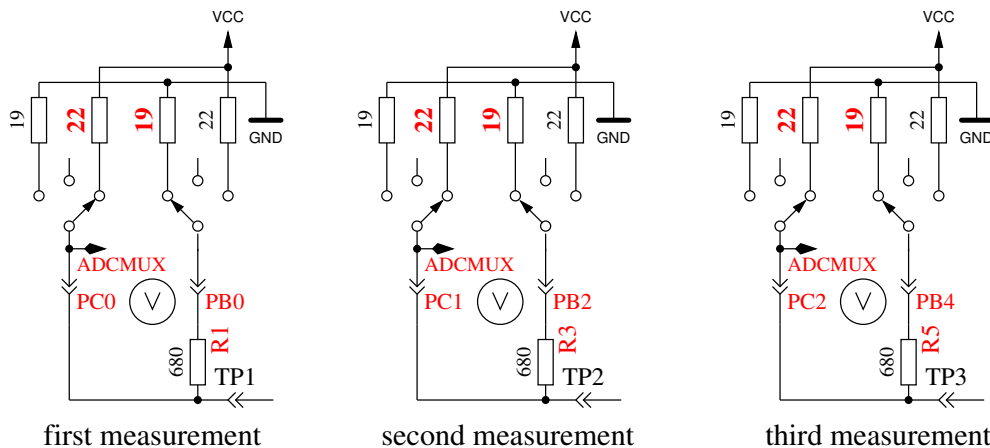 VCC
19
22
19
22
GND
ADCMUX
PC0
V
PB0
R1
680
TP1
first measurement
VCC
19
22
19
22
GND
ADCMUX
PC1
V
PB2
R3
680
TP2
second measurement
VCC
19
22
19
22
GND
ADCMUX
PC2
V
PB4
R5
680
TP3
third measurement